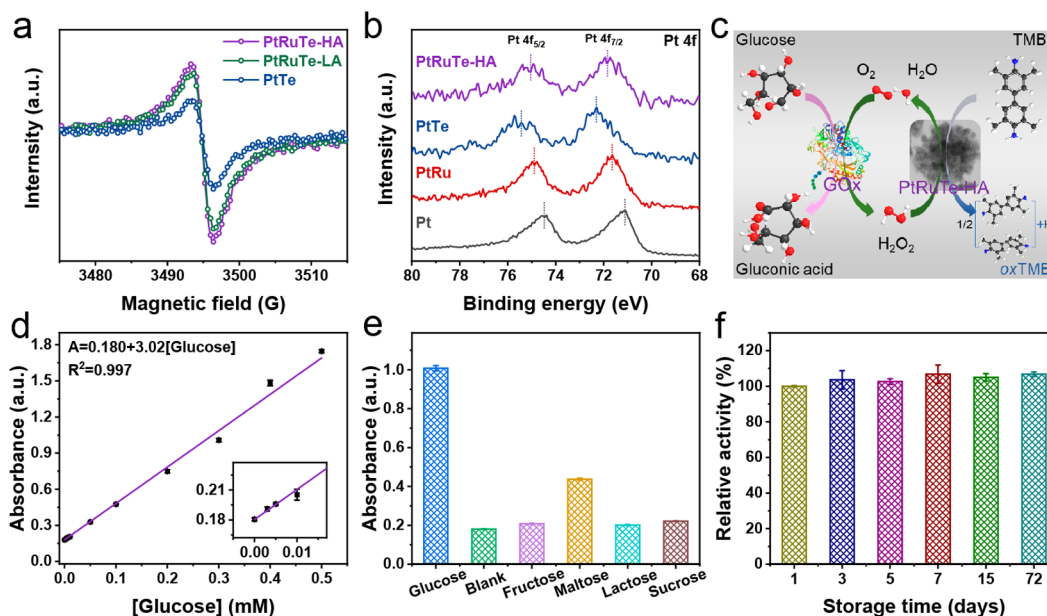 a
PtRuTe-HA
PtRuTe-LA
PtTe
Internsity (a.u.)
3480 3490 3500 3510
Magnetic field (G)
b
Pt 4f5/2 Pt 4f7/2 Pt 4f
PtRuTe-HA
PtTe
PtRu
Pt
Intensity (a.u.)
80 78 76 74 72 70 68
Binding energy (eV)
c
Glucose
TMB
O2 H2O
GOx
PtRuTe-HA
H2O2
1/2
+H
Gluconic acid
oxTMB
d
A=0.180+3.02[Glucose]
R2=0.997
Absorbance (a.u.)
1.8
1.5
1.2
0.9
0.6
0.3
0.0
0.21
0.18
0.00 0.01
0.0 0.1 0.2 0.3 0.4 0.5
[Glucose] (mM)
e
Absorbance (a.u.)
1.0
0.8
0.6
0.4
0.2
0.0
Glucose Blank Fructose Maltose Lactose Sucrose
f
Relative activity (%)
120
100
80
60
40
20
0
1 3 5 7 15 72
Storage time (days)